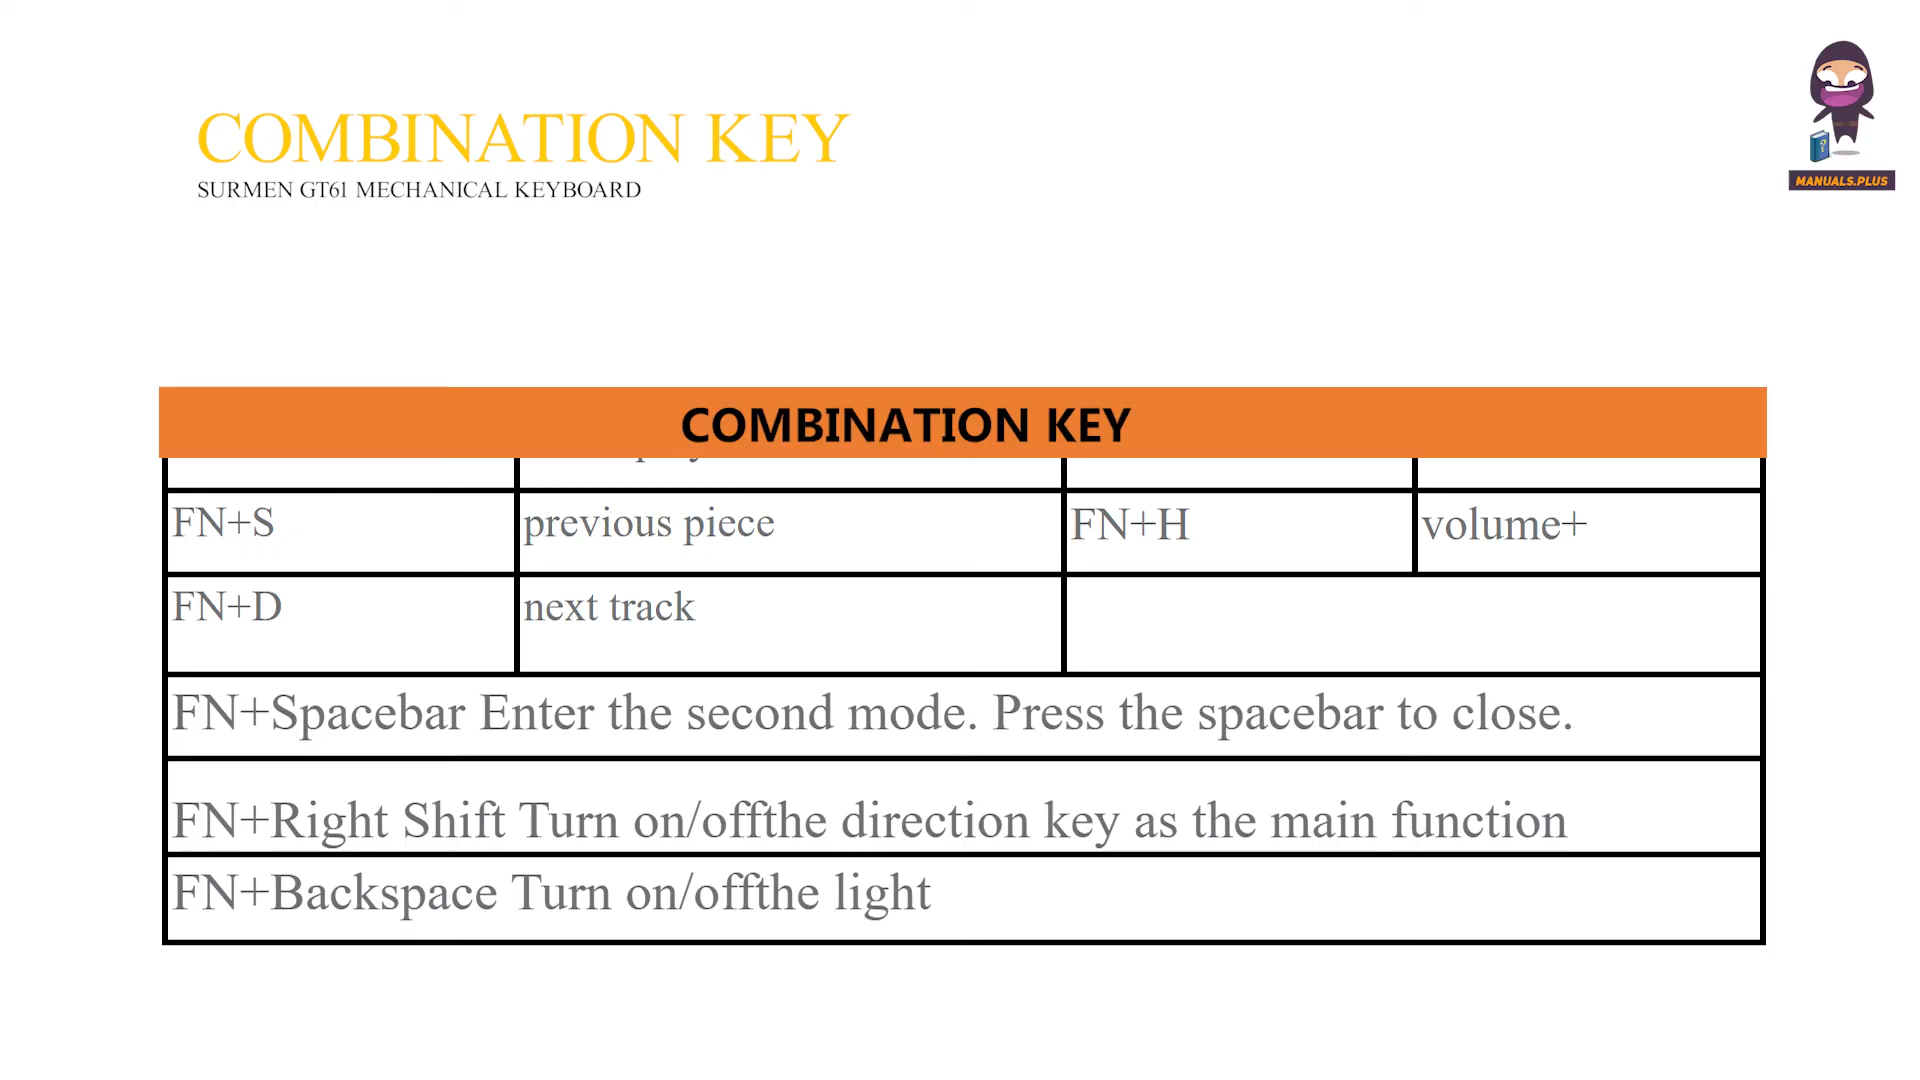 COMBINATION KEY
SURMEN GT61 MECHANICAL KEYBOARD
MANUALS.PLUS
COMBINATION KEY
FN+S previous piece FN+H volume+
FN+D next track
FN+Spacebar Enter the second mode. Press the spacebar to close.
FN+Right Shift Turn on/offthe direction key as the main function
FN+Backspace Turn on/offthe light